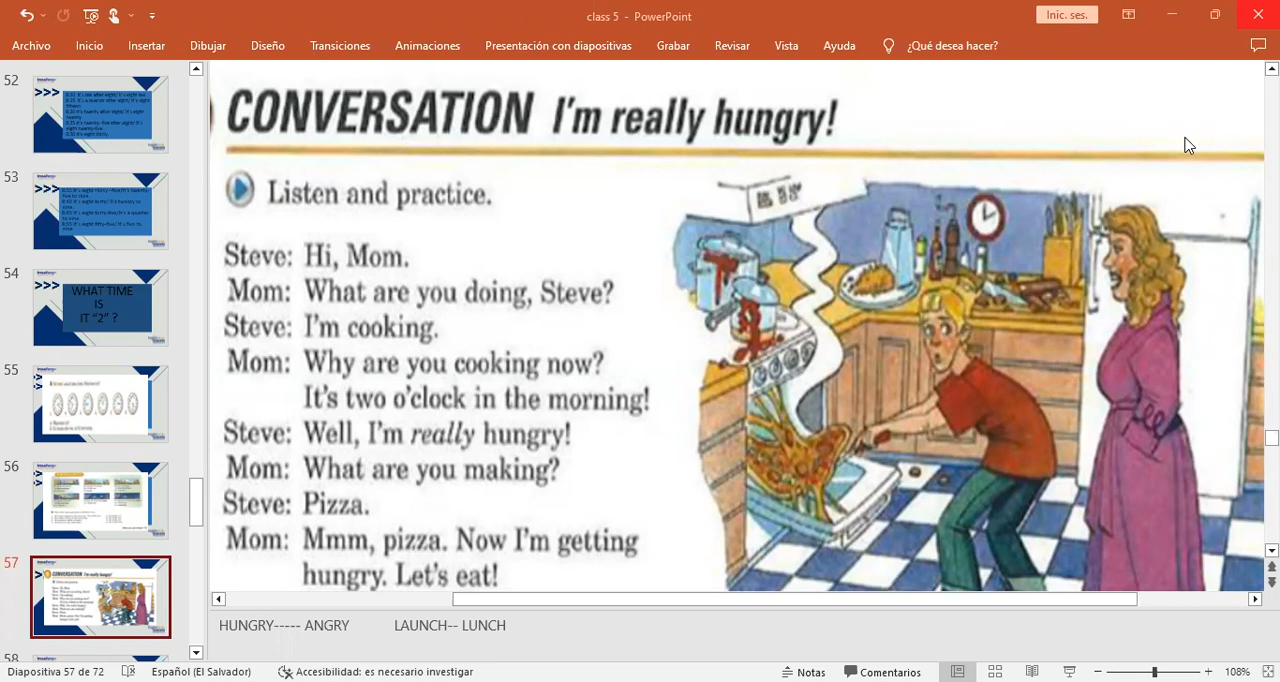 class 5 - PowerPoint
Inic. ses.
Archivo Inicio Insertar Dibujar Diseño Transiciones Animaciones Presentación con diapositivas Grabar Revisar Vista Ayuda ¿Qué desea hacer?
52
53
54
WHAT TIME
IS
IT "2" ?
55
56
57
58
CONVERSATION I'm really hungry!
Listen and practice.
Steve: Hi, Mom.
Mom: What are you doing, Steve?
Steve: I'm cooking.
Mom: Why are you cooking now?
It's two o'clock in the morning!
Steve: Well, I'm really hungry!
Mom: What are you making?
Steve: Pizza.
Mom: Mmm, pizza. Now I'm getting
hungry. Let's eat!
HUNGRY----- ANGRY LAUNCH-- LUNCH
Diapositiva 57 de 72 Español (El Salvador) Accesibilidad: es necesario investigar Notas Comentarios 108%